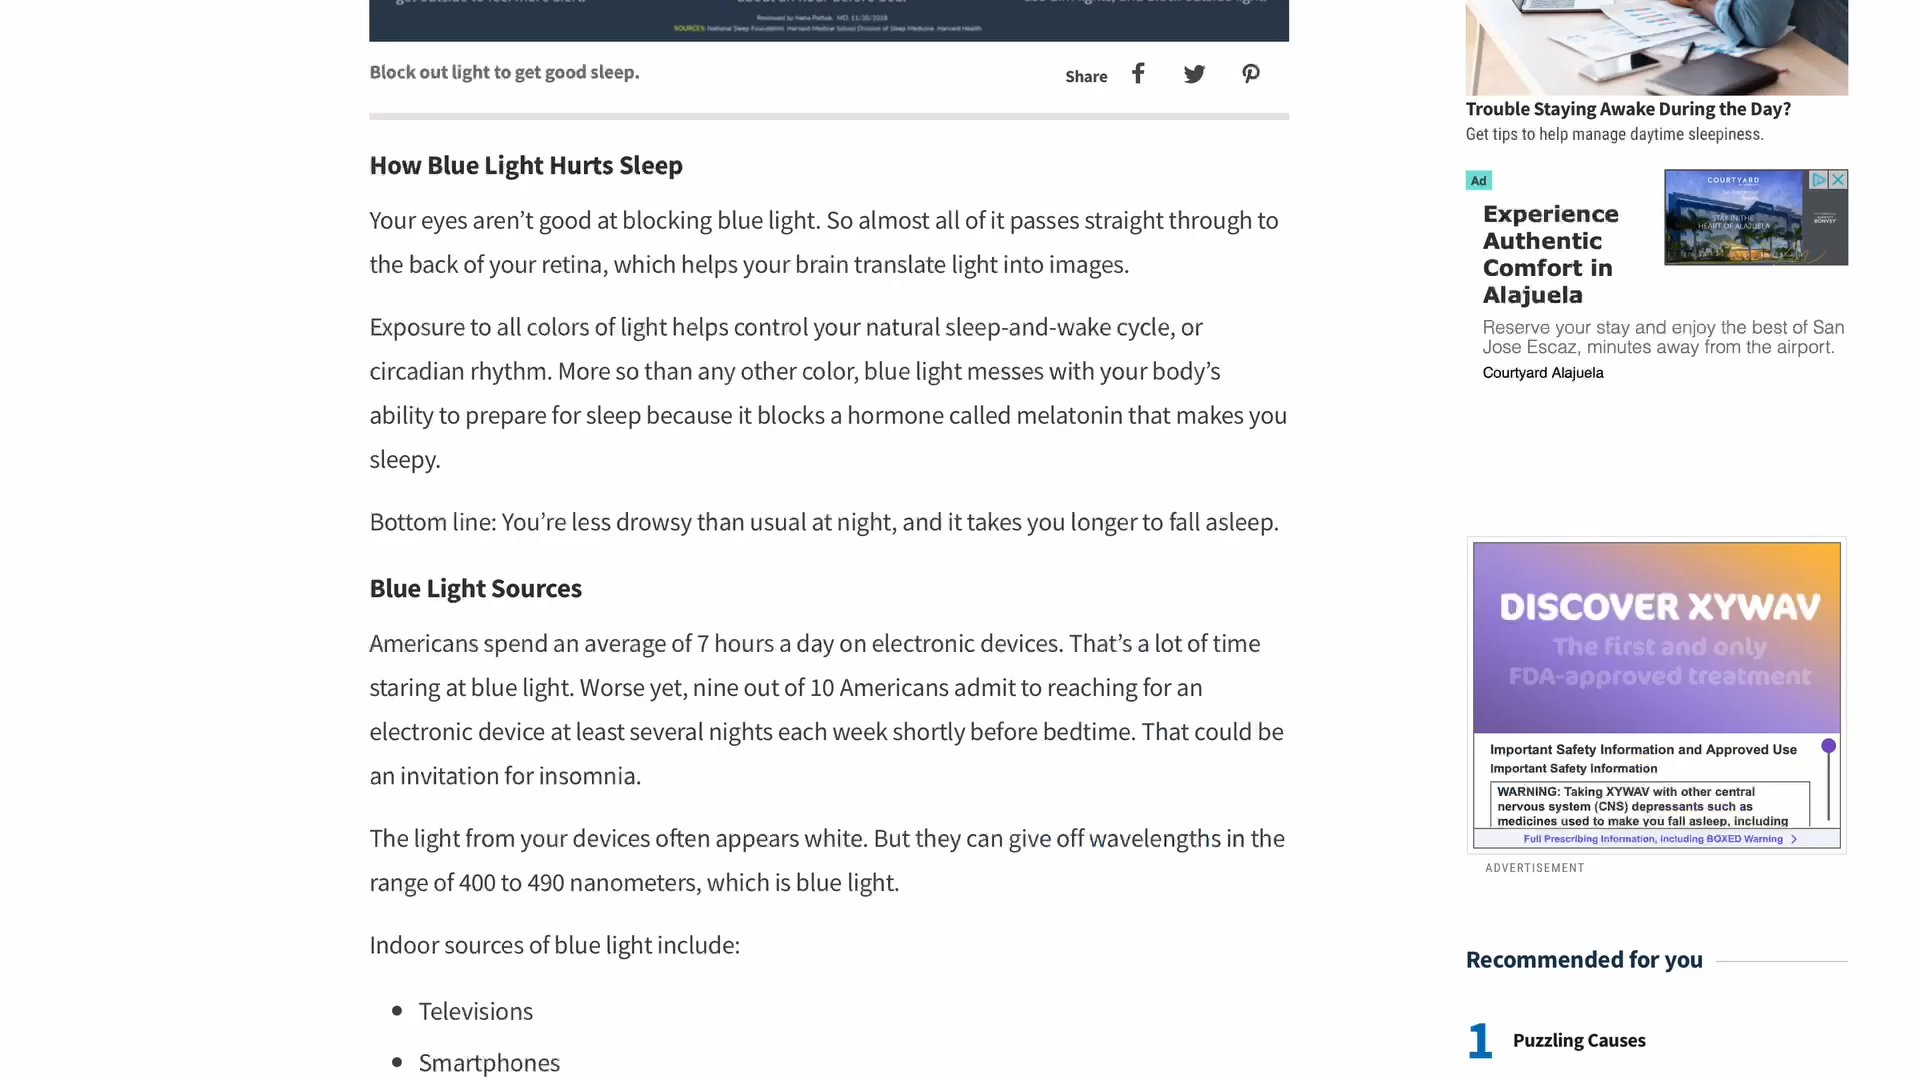 Reviewed by Neha Pathak, MD, 11/20/2018
SOURCES: National Sleep Foundation, Harvard Medical School Division of Sleep Medicine, Harvard Health.
Block out light to get good sleep.
Share
How Blue Light Hurts Sleep
Your eyes aren’t good at blocking blue light. So almost all of it passes straight through to
the back of your retina, which helps your brain translate light into images.
Exposure to all colors of light helps control your natural sleep-and-wake cycle, or
circadian rhythm. More so than any other color, blue light messes with your body’s
ability to prepare for sleep because it blocks a hormone called melatonin that makes you
sleepy.
Bottom line: You’re less drowsy than usual at night, and it takes you longer to fall asleep.
Blue Light Sources
Americans spend an average of 7 hours a day on electronic devices. That’s a lot of time
staring at blue light. Worse yet, nine out of 10 Americans admit to reaching for an
electronic device at least several nights each week shortly before bedtime. That could be
an invitation for insomnia.
The light from your devices often appears white. But they can give off wavelengths in the
range of 400 to 490 nanometers, which is blue light.
Indoor sources of blue light include:
Televisions
Smartphones
Trouble Staying Awake During the Day?
Get tips to help manage daytime sleepiness.
Ad
Experience
Authentic
Comfort in
Alajuela
COURTYARD
STAY IN THE
HEART OF ALAJUELA
BONVOY
Reserve your stay and enjoy the best of San
Jose Escaz, minutes away from the airport.
Courtyard Alajuela
DISCOVER XYWAV
The first and only
FDA-approved treatment
Important Safety Information and Approved Use
Important Safety Information
WARNING: Taking XYWAV with other central
nervous system (CNS) depressants such as
medicines used to make you fall asleep, including
Full Prescribing Information, including BOXED Warning >
ADVERTISEMENT
Recommended for you
1 Puzzling Causes